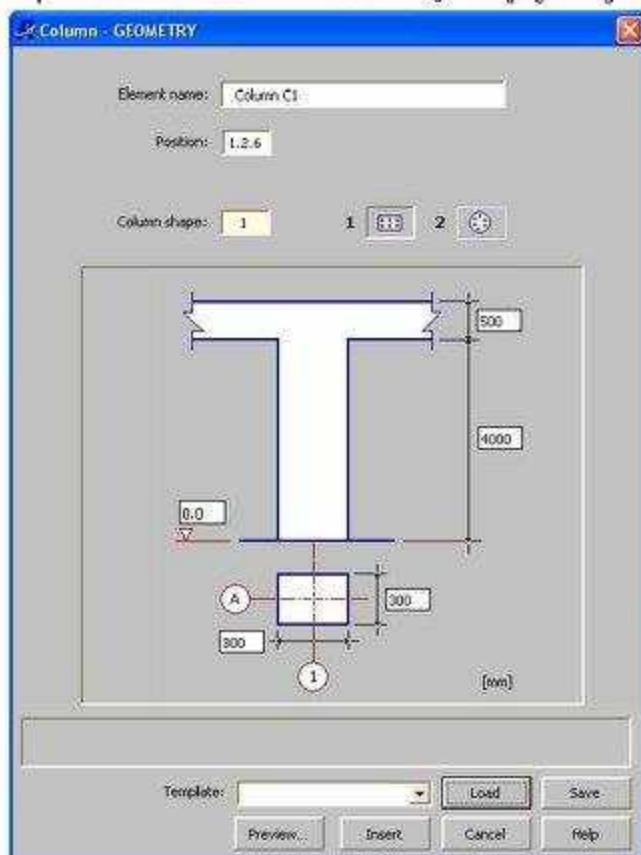 Column - GEOMETRY
Element name: Column C1
Position: 1.2.6
Column shape: 1 1 2
500
4000
0.0
A
300
300
1
[mm]
Template: Load Save
Preview... Insert Cancel Help